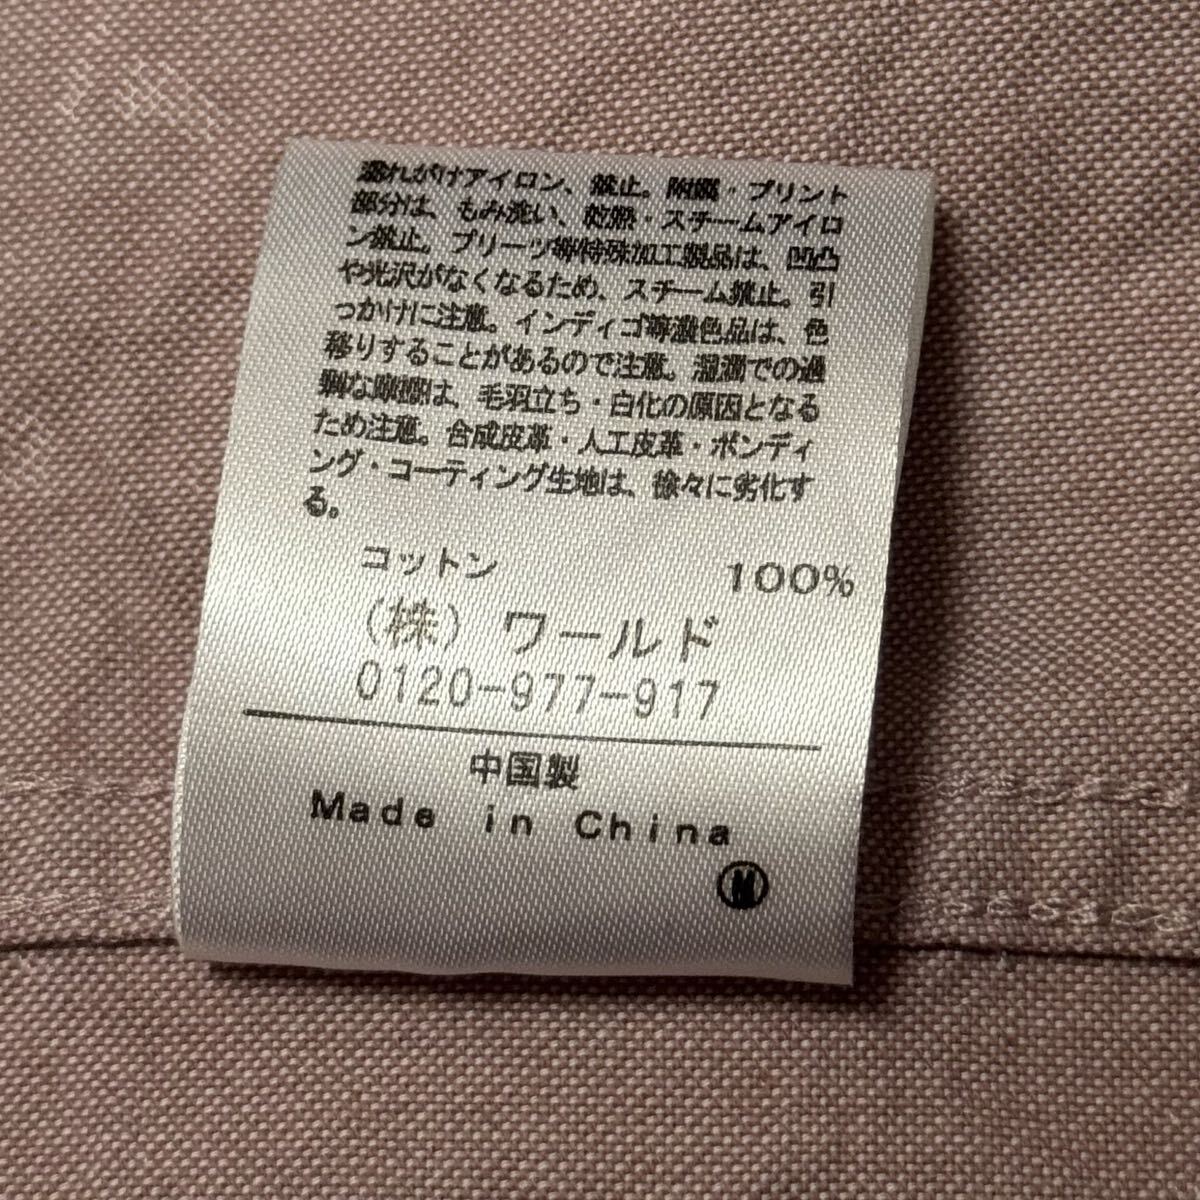 濡れがけアイロン、禁止。附属・プリント
部分は、もみ洗い、乾燥・スチームアイロ
ン禁止。プリーツ等特殊加工製品は、凹凸
や光沢がなくなるため、スチーム禁止。引
っかけに注意。インディゴ等濃色品は、色
移りすることがあるので注意。湿潤での過
剰な摩擦は、毛羽立ち・白化の原因となる
ため注意。合成皮革・人工皮革・ボンディ
ング・コーティング生地は、徐々に劣化す
る。
コットン 100%
(株) ワールド
0120-977-917
中国製
Made in China
Ⓜ